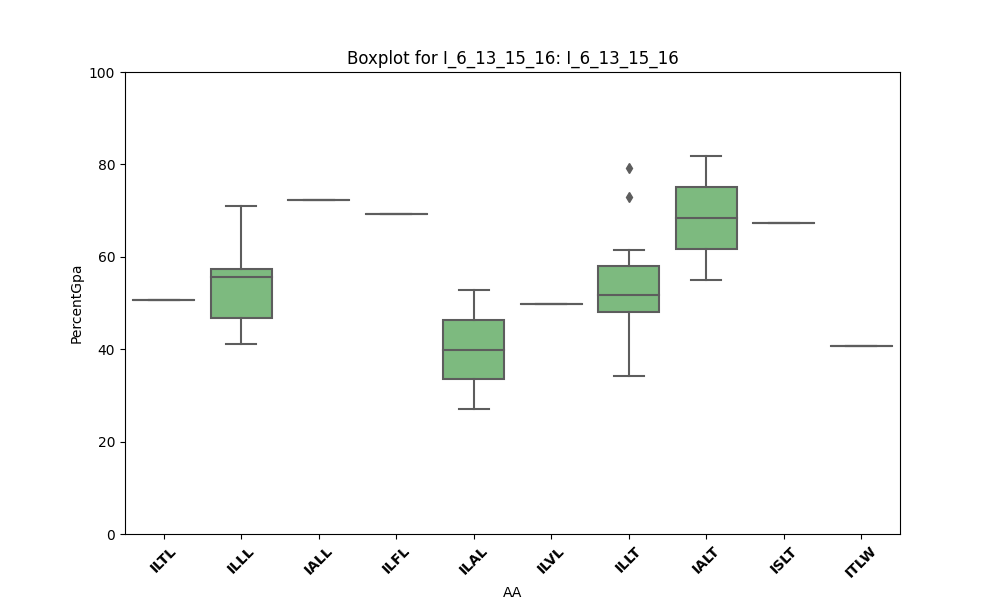 Boxplot for I_6_13_15_16: I_6_13_15_16
PercentGpa
100
80
60
40
20
0
ILTL ILLL IALL ILFL ILAL ILVL ILLT IALT ISLT ITLW
AA